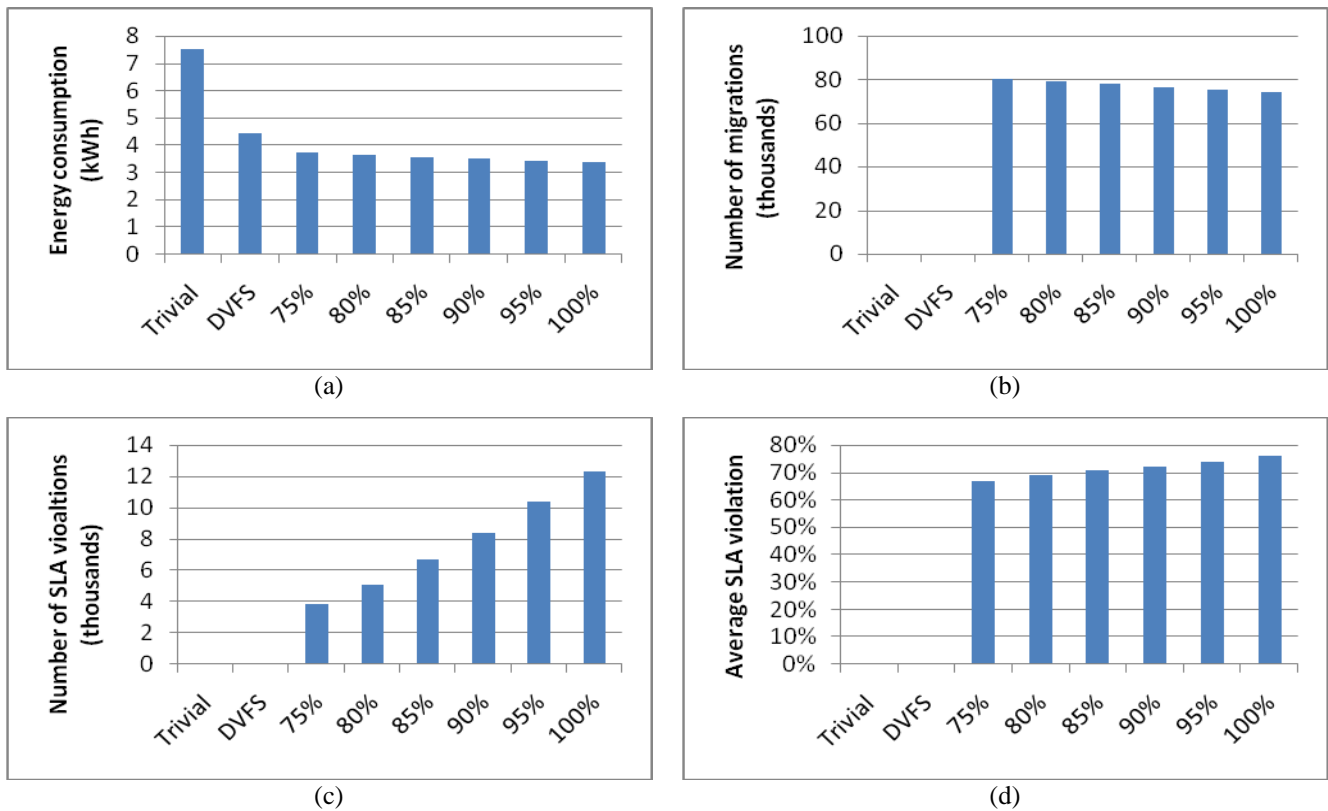 Energy consumption
(kWh)
8
7
6
5
4
3
2
1
0
Trivial
DVFS
75%
80%
85%
90%
95%
100%
(a)
Number of migrations
(thousands)
100
80
60
40
20
0
Trivial
DVFS
75%
80%
85%
90%
95%
100%
(b)
Number of SLA vioaltions
(thousands)
14
12
10
8
6
4
2
0
Trivial
DVFS
75%
80%
85%
90%
95%
100%
(c)
Average SLA violation
80%
70%
60%
50%
40%
30%
20%
10%
0%
Trivial
DVFS
75%
80%
85%
90%
95%
100%
(d)